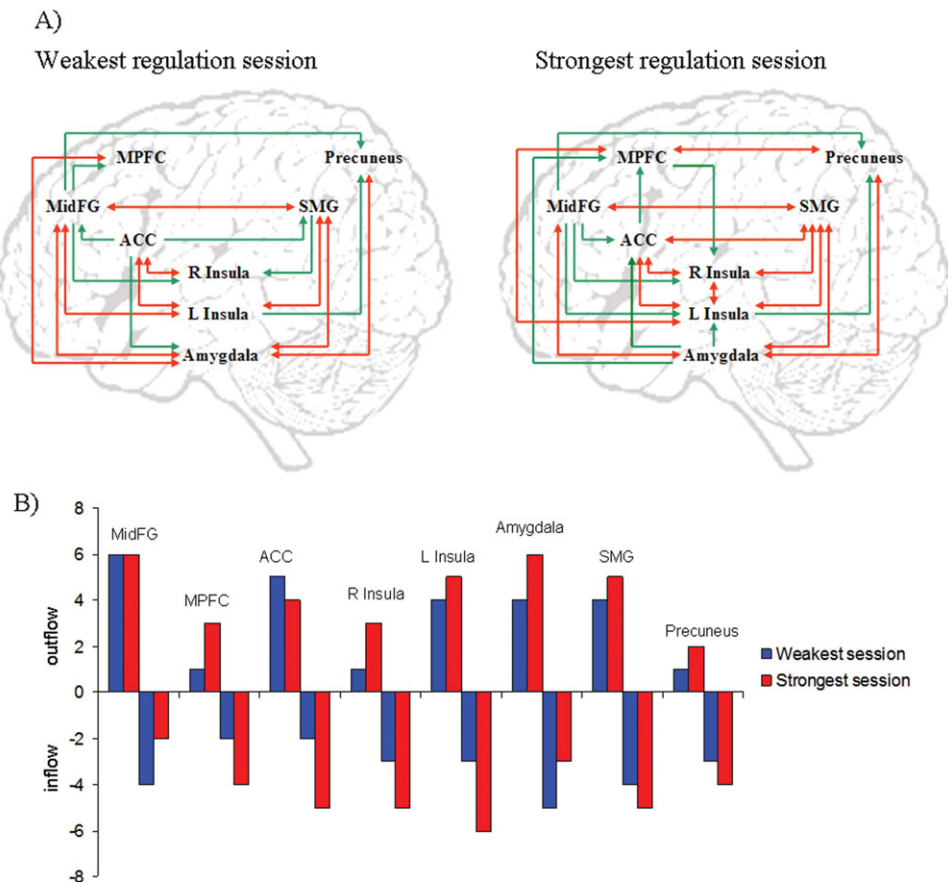 A)
Weakest regulation session
Strongest regulation session
MPFC
Precuneus
MidFG
SMG
ACC
R Insula
L Insula
Amygdala
MPFC
Precuneus
MidFG
SMG
ACC
R Insula
L Insula
Amygdala
B)
8
6
4
2
0
-2
-4
-6
-8
outflow
inflow
MidFG
MPFC
ACC
R Insula
L Insula
Amygdala
SMG
Precuneus
Weakest session
Strongest session